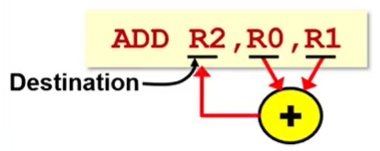 ADD R2,R0,R1
Destination
+